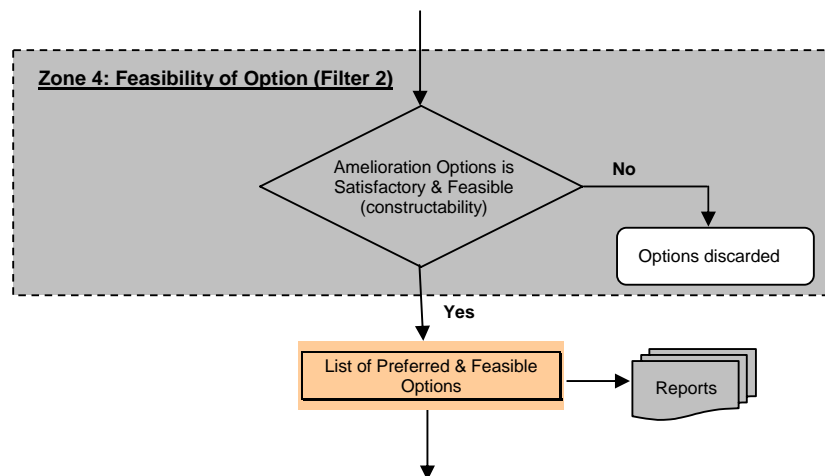 Zone 4: Feasibility of Option (Filter 2)
Amelioration Options is
Satisfactory & Feasible
(constructability)
No
Options discarded
Yes
List of Preferred & Feasible
Options
Reports